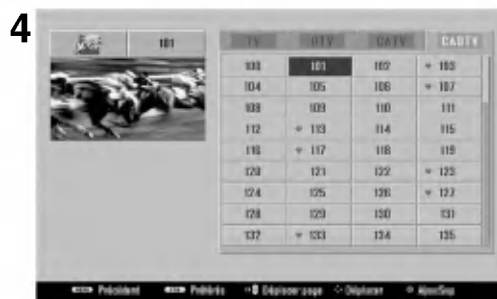 4
101
TV DTV CATV CADTV
100 101 102 103
104 105 106 107
108 109 110 111
112 113 114 115
116 117 118 119
120 121 122 123
124 125 126 127
128 129 130 131
132 133 134 135
Précédent Préférés Déplacer page Déplacer Ajout/Sup